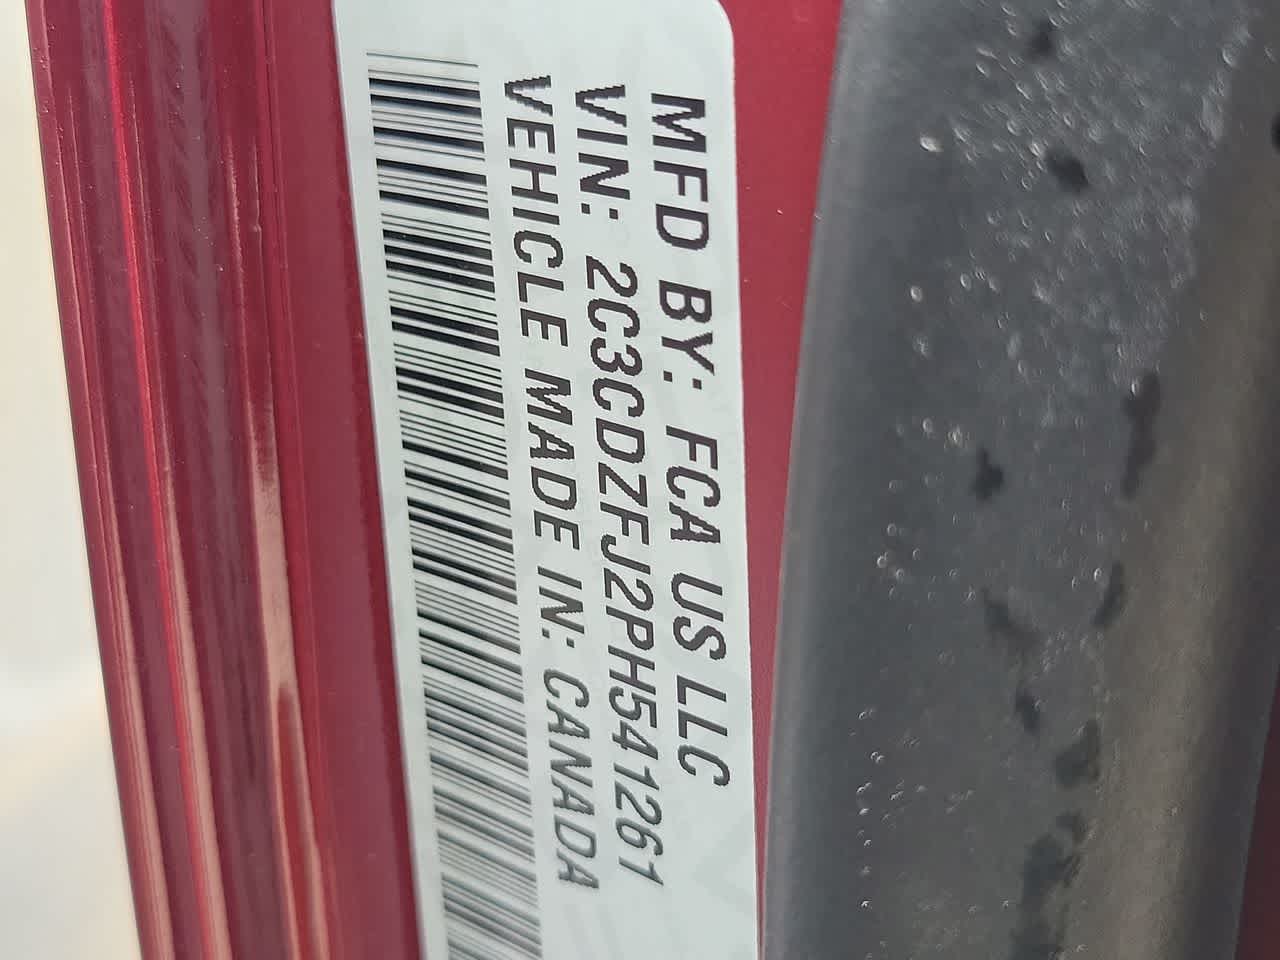 MFD BY: FCA US LLC
VIN: 2C3CDZFJ2PH541261
VEHICLE MADE IN: CANADA